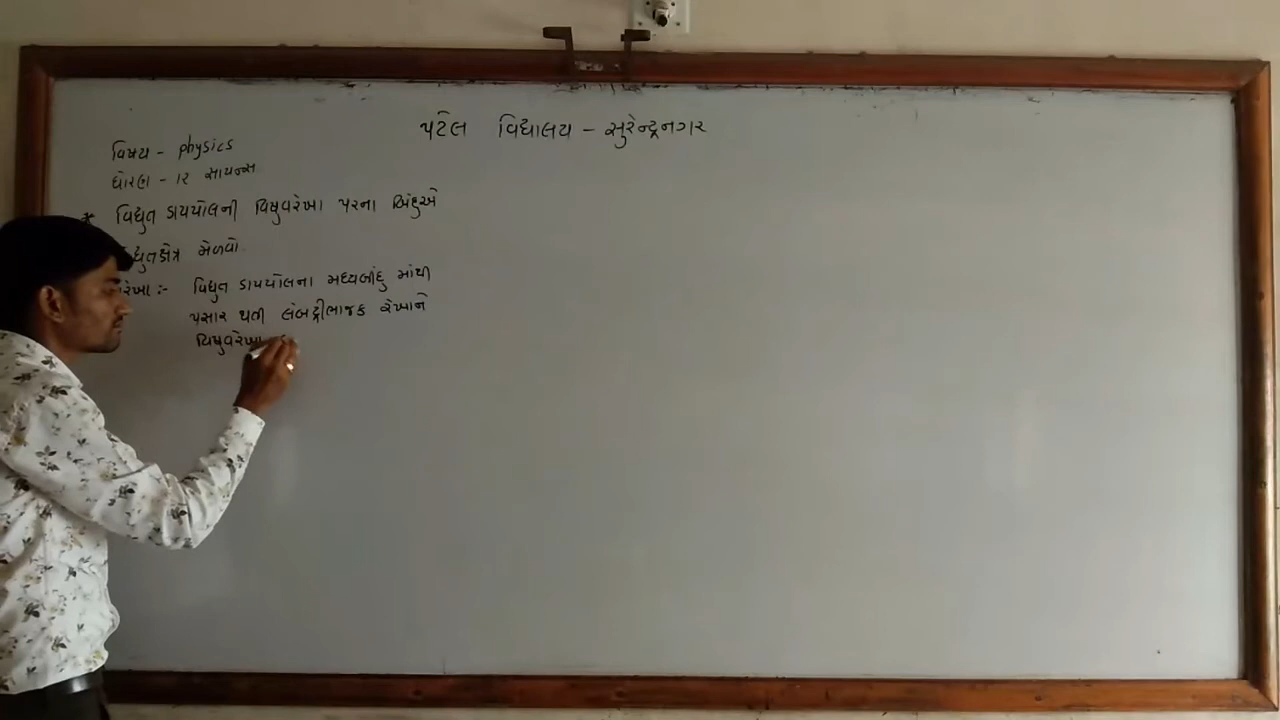 પટેલ વિદ્યાલય - સુરેન્દ્રનગર
વિષય - physics
ધોરણ - ૧૨ સાયન્સ
* વિદ્યુત ડાયપોલની વિષુવરેખા પરના બિંદુએ
વિદ્યુતક્ષેત્ર મેળવો.
રેખા :- વિદ્યુત ડાયપોલના મધ્યબીંદુ માંથી
પસાર થતી લંબદ્વીભાજક રેખાને
વિષુવરેખા